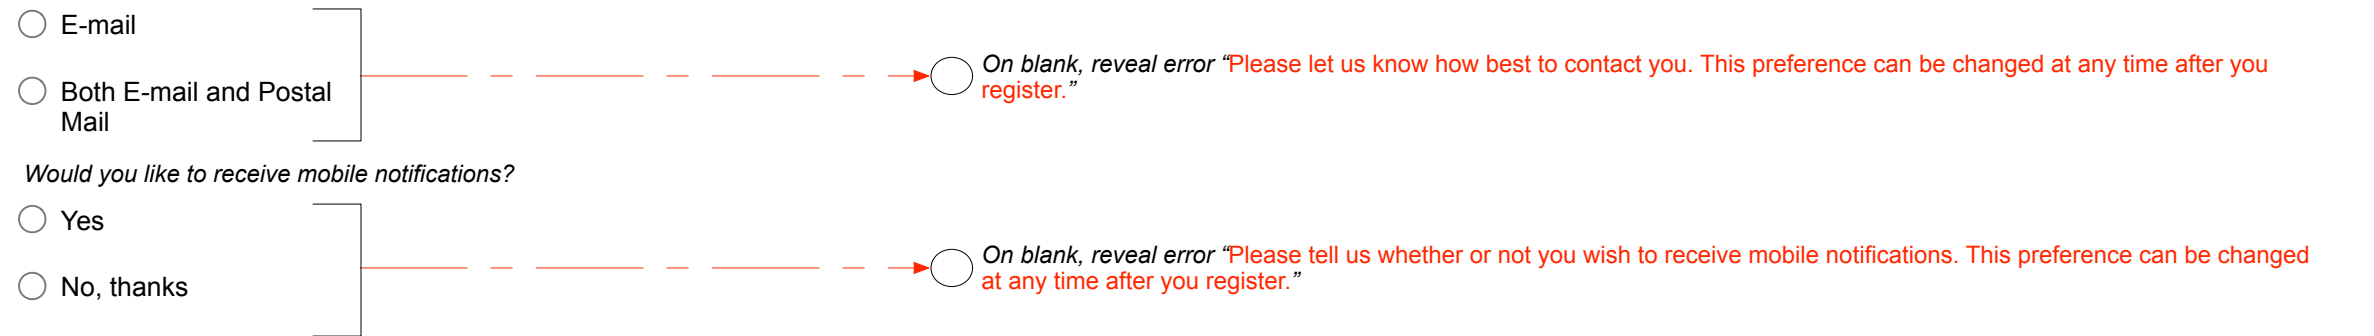 E-mail
On blank, reveal error “Please let us know how best to contact you. This preference can be changed at any time after you
register.”
Both E-mail and Postal
Mail
Would you like to receive mobile notifications?
Yes
On blank, reveal error “Please tell us whether or not you wish to receive mobile notifications. This preference can be changed
at any time after you register.”
No, thanks